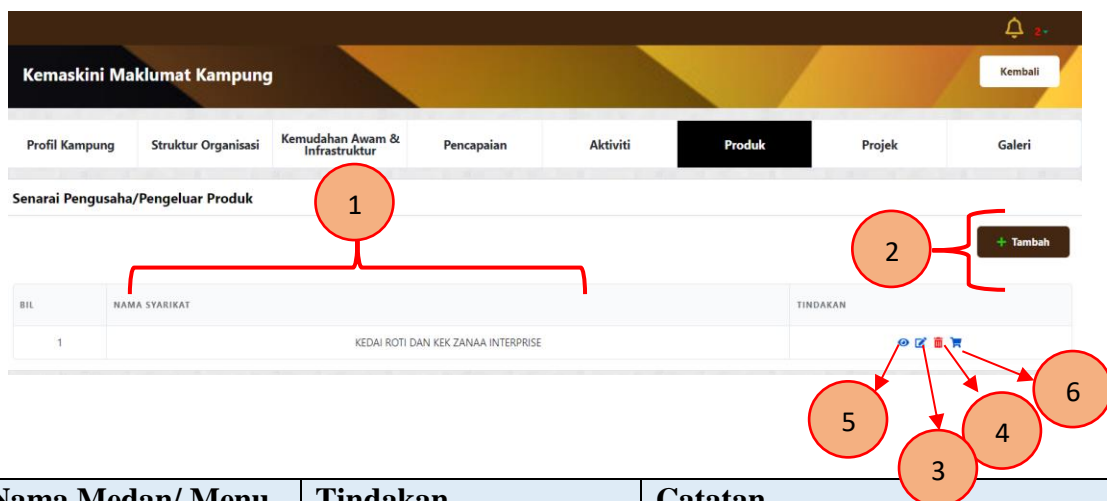 2
Kemaskini Maklumat Kampung
Kembali
Profil Kampung
Struktur Organisasi
Kemudahan Awam &
Infrastruktur
Pencapaian
Aktiviti
Produk
Projek
Galeri
Senarai Pengusaha/Pengeluar Produk
1
2
+ Tambah
BIL
NAMA SYARIKAT
TINDAKAN
1
KEDAI ROTI DAN KEK ZANAA INTERPRISE
5
3
4
6
Nama Medan/ Menu
Tindakan
Catatan